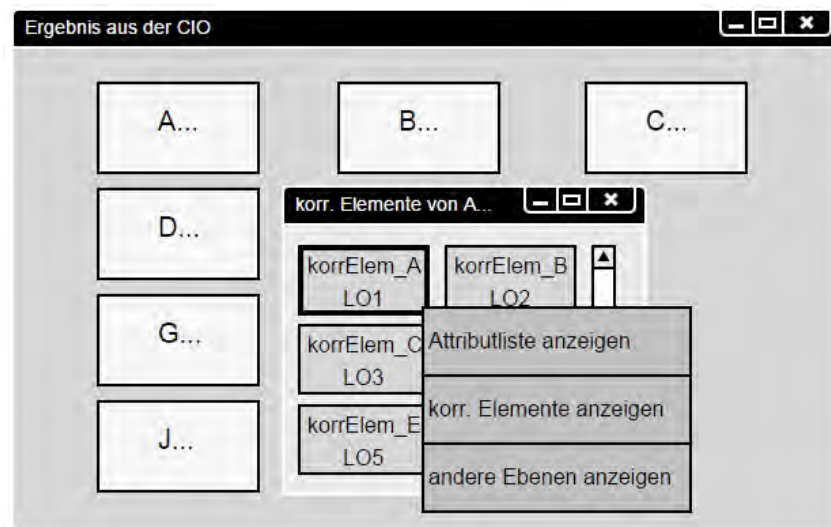 Ergebnis aus der CIO
A...
B...
C...
D...
korr. Elemente von A...
korrElem_A
LO1
korrElem_B
LO2
G...
korrElem_C
LO3
Attributliste anzeigen
korr. Elemente anzeigen
J...
korrElem_E
LO5
andere Ebenen anzeigen